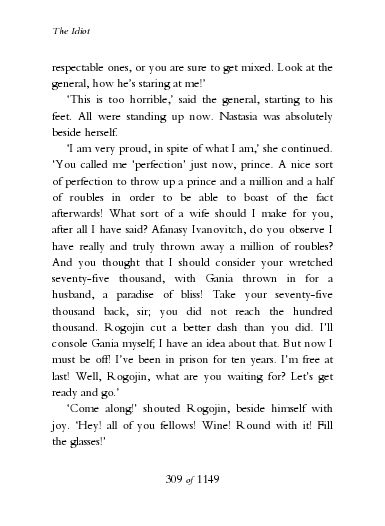 The Idiot
respectable ones, or you are sure to get mixed. Look at the
general, how he's staring at me!'
'This is too horrible,' said the general, starting to his
feet. All were standing up now. Nastasia was absolutely
beside herself.
'I am very proud, in spite of what I am,' she continued.
'You called me 'perfection' just now, prince. A nice sort
of perfection to throw up a prince and a million and a half
of roubles in order to be able to boast of the fact
afterwards! What sort of a wife should I make for you,
after all I have said? Afanasy Ivanovitch, do you observe I
have really and truly thrown away a million of roubles?
And you thought that I should consider your wretched
seventy-five thousand, with Gania thrown in for a
husband, a paradise of bliss! Take your seventy-five
thousand back, sir; you did not reach the hundred
thousand. Rogojin cut a better dash than you did. I'll
console Gania myself; I have an idea about that. But now I
must be off! I've been in prison for ten years. I'm free at
last! Well, Rogojin, what are you waiting for? Let's get
ready and go.'
'Come along!' shouted Rogojin, beside himself with
joy. 'Hey! all of you fellows! Wine! Round with it! Fill
the glasses!'
309 of 1149